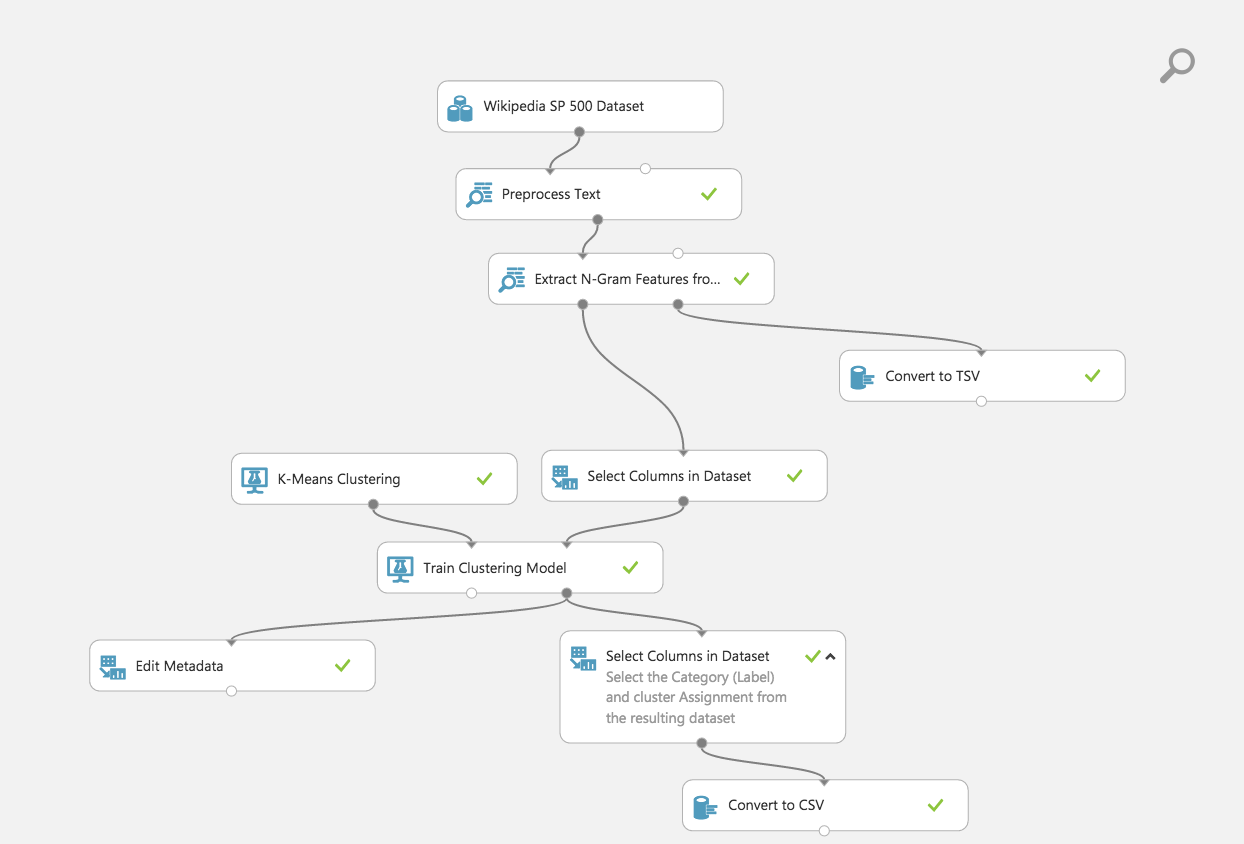 Wikipedia SP 500 Dataset
Preprocess Text
Extract N-Gram Features fro...
Convert to TSV
K-Means Clustering
Select Columns in Dataset
Train Clustering Model
Edit Metadata
Select Columns in Dataset
Select the Category (Label)
and cluster Assignment from
the resulting dataset
Convert to CSV